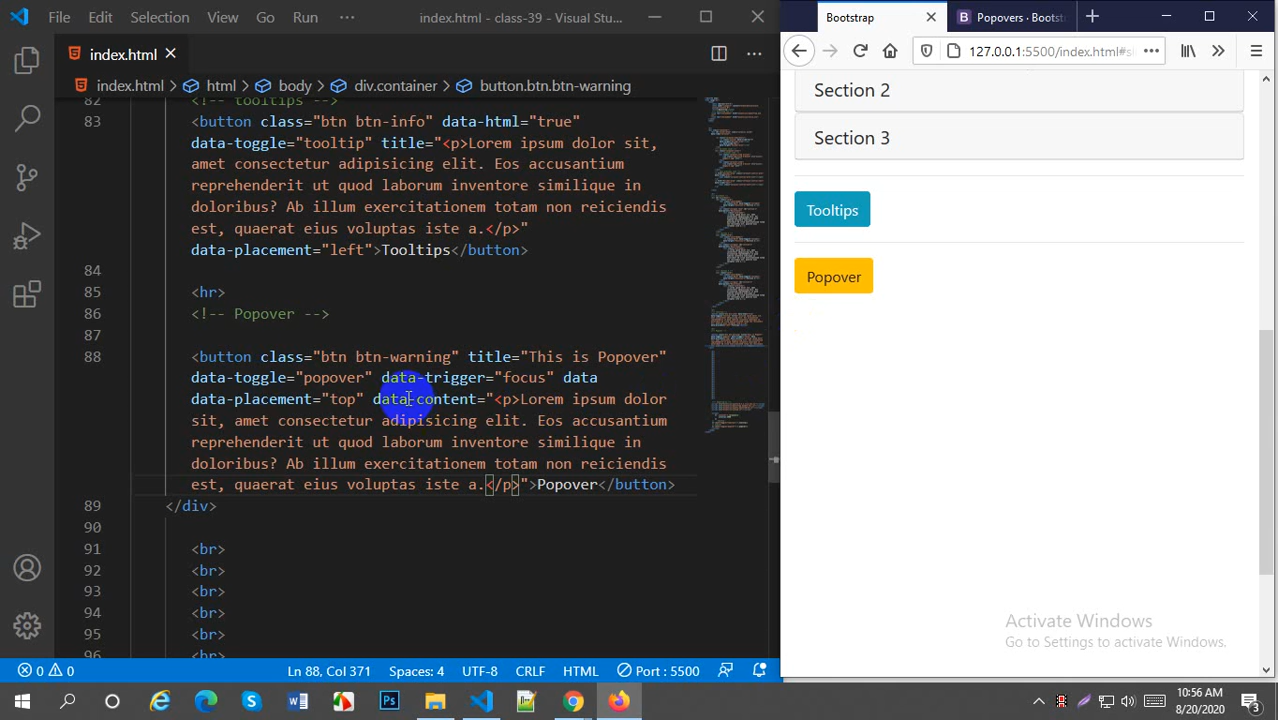 File Edit Selection View Go Run ··· index.html - class-39 - Visual Stu...
index.html
index.html > html > body > div.container > button.btn.btn-warning
82 <!-- tooltips -->
83 <button class="btn btn-info" data-html="true"
data-toggle="tooltip" title="<p>Lorem ipsum dolor sit,
amet consectetur adipisicing elit. Eos accusantium
reprehenderit ut quod laborum inventore similique in
doloribus? Ab illum exercitationem totam non reiciendis
est, quaerat eius voluptas iste a.</p>"
data-placement="left">Tooltips</button>
84
85 <hr>
86 <!-- Popover -->
87
88 <button class="btn btn-warning" title="This is Popover"
data-toggle="popover" data-trigger="focus" data
data-placement="top" data-content="<p>Lorem ipsum dolor
sit, amet consectetur adipisicing elit. Eos accusantium
reprehenderit ut quod laborum inventore similique in
doloribus? Ab illum exercitationem totam non reiciendis
est, quaerat eius voluptas iste a.</p>">Popover</button>
89 </div>
90
91 <br>
92 <br>
93 <br>
94 <br>
95 <br>
96 <br>
0 0 Ln 88, Col 371 Spaces: 4 UTF-8 CRLF HTML Port : 5500
Bootstrap
Popovers · Boots
127.0.0.1:5500/index.html#s
Section 2
Section 3
Tooltips
Popover
Activate Windows
Go to Settings to activate Windows.
10:56 AM
8/20/2020
3